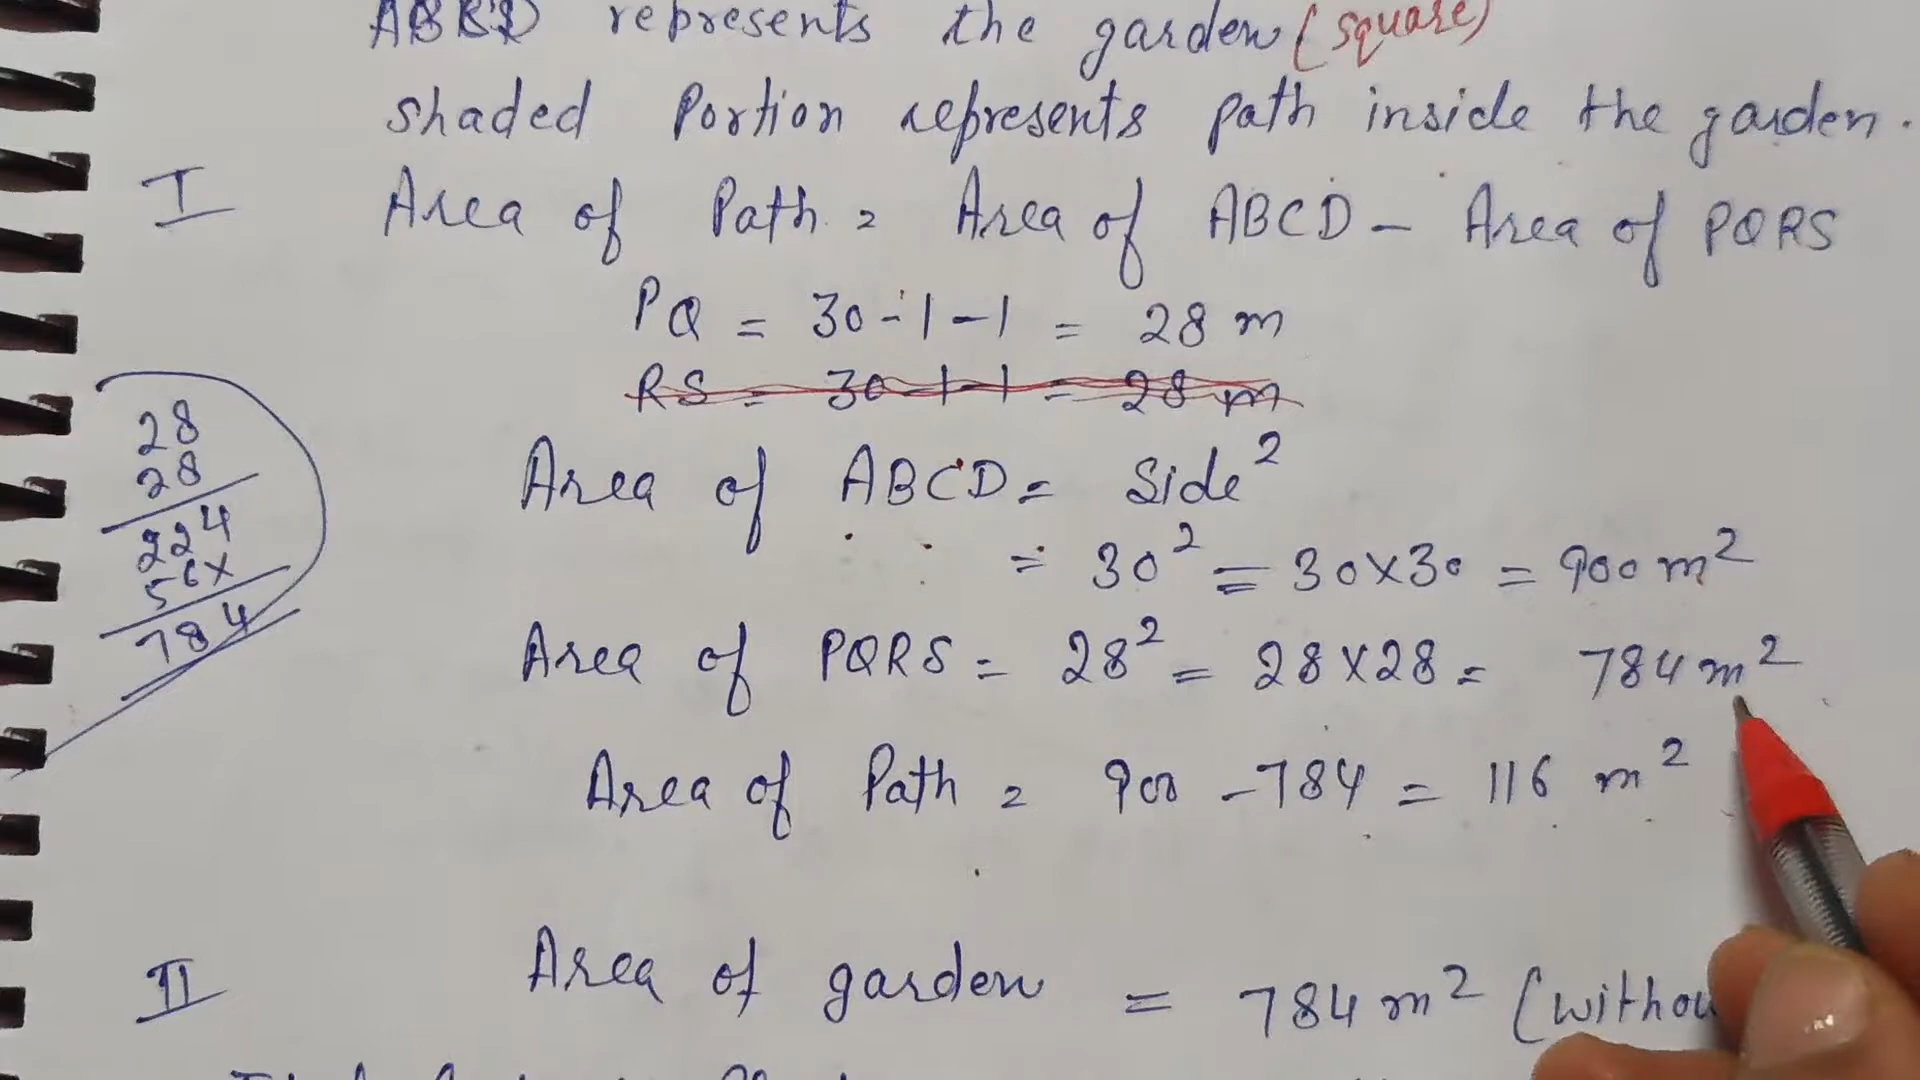 ABCD represents the garden (square)
shaded Portion represents path inside the garden.
I Area of Path = Area of ABCD - Area of PQRS
PQ = 30 - 1 - 1 = 28 m
RS = 30 - 1 - 1 = 28 m
Area of ABCD = Side²
= 30² = 30 x 30 = 900 m²
Area of PQRS = 28² = 28 x 28 = 784 m²
Area of Path = 900 - 784 = 116 m²
28
28
224
56x
784
II Area of garden = 784 m² (withou